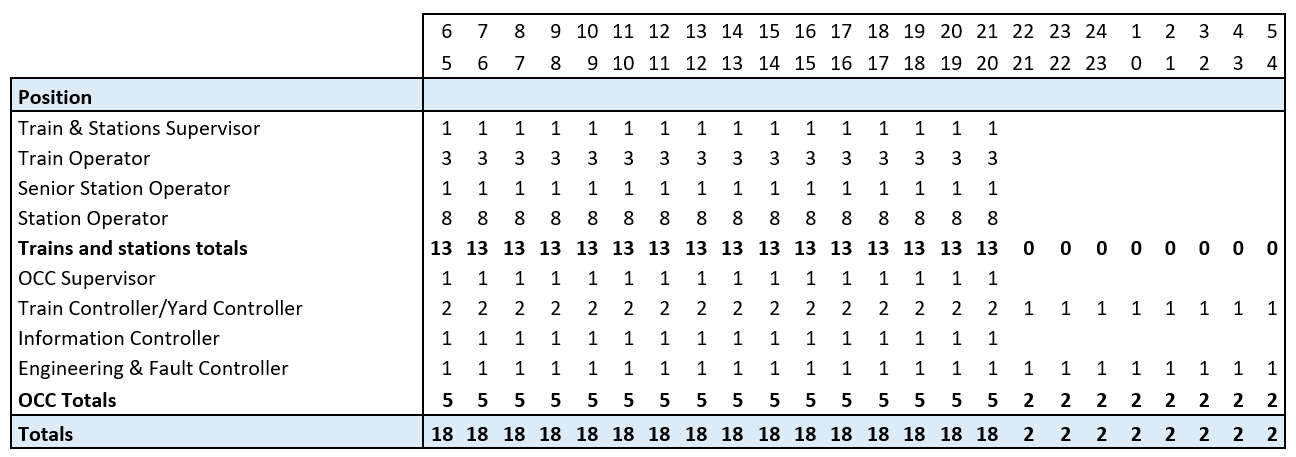 6 7 8 9 10 11 12 13 14 15 16 17 18 19 20 21 22 23 24 1 2 3 4 5
5 6 7 8 9 10 11 12 13 14 15 16 17 18 19 20 21 22 23 0 1 2 3 4
Position
Train & Stations Supervisor 1 1 1 1 1 1 1 1 1 1 1 1 1 1 1 1
Train Operator 3 3 3 3 3 3 3 3 3 3 3 3 3 3 3 3
Senior Station Operator 1 1 1 1 1 1 1 1 1 1 1 1 1 1 1 1
Station Operator 8 8 8 8 8 8 8 8 8 8 8 8 8 8 8 8
Trains and stations totals 13 13 13 13 13 13 13 13 13 13 13 13 13 13 13 13 0 0 0 0 0 0 0 0
OCC Supervisor 1 1 1 1 1 1 1 1 1 1 1 1 1 1 1 1
Train Controller/Yard Controller 2 2 2 2 2 2 2 2 2 2 2 2 2 2 2 2 1 1 1 1 1 1 1 1
Information Controller 1 1 1 1 1 1 1 1 1 1 1 1 1 1 1 1
Engineering & Fault Controller 1 1 1 1 1 1 1 1 1 1 1 1 1 1 1 1 1 1 1 1 1 1 1 1
OCC Totals 5 5 5 5 5 5 5 5 5 5 5 5 5 5 5 5 2 2 2 2 2 2 2 2
Totals 18 18 18 18 18 18 18 18 18 18 18 18 18 18 18 18 2 2 2 2 2 2 2 2